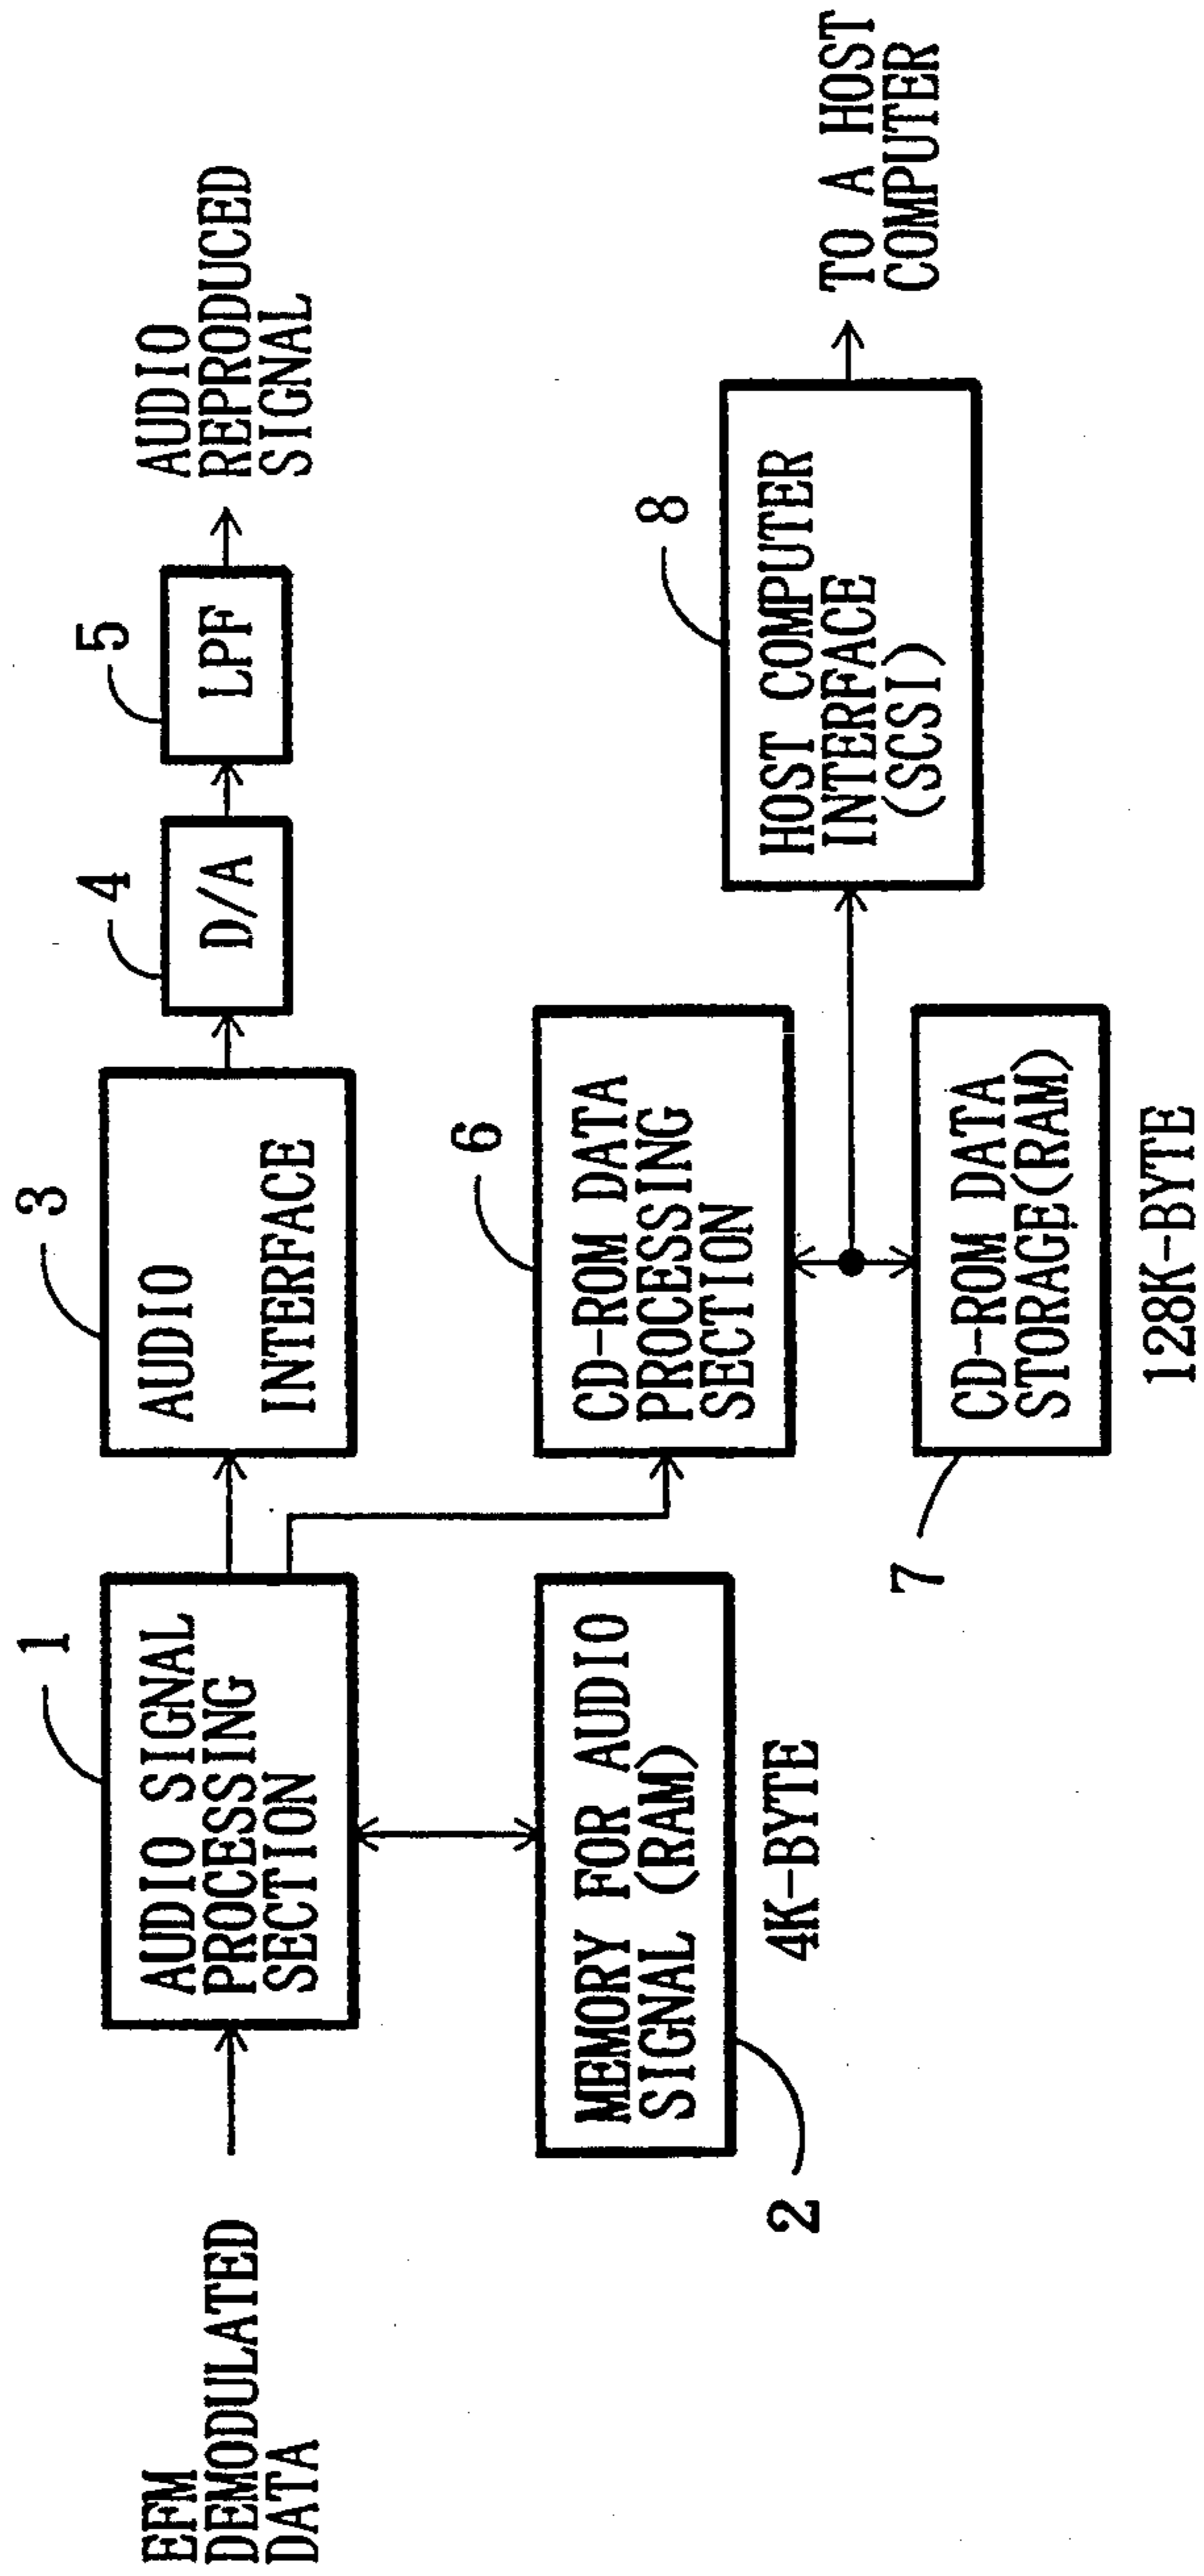 EFM
DEMODULATED
DATA
1
AUDIO SIGNAL
PROCESSING
SECTION
2
MEMORY FOR AUDIO
SIGNAL (RAM)
4K-BYTE
3
AUDIO
INTERFACE
4
D/A
5
LPF
AUDIO
REPRODUCED
SIGNAL
6
CD-ROM DATA
PROCESSING
SECTION
7
CD-ROM DATA
STORAGE(RAM)
128K-BYTE
8
HOST COMPUTER
INTERFACE
(SCSI)
TO A HOST
COMPUTER